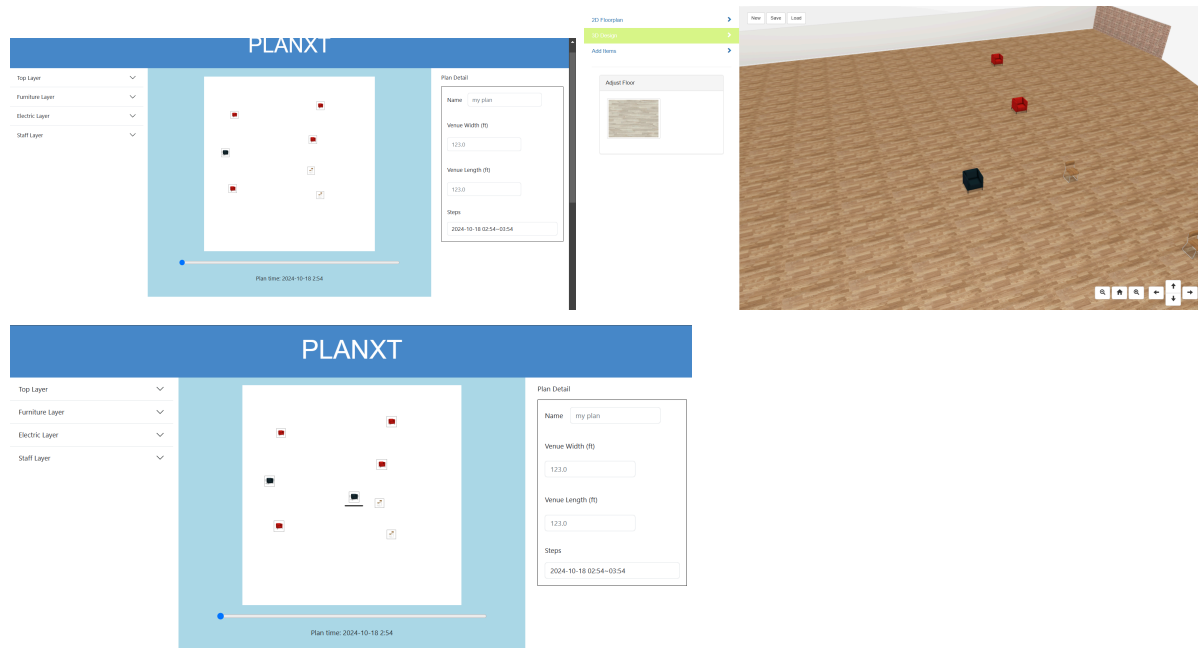 PLANXT
Top Layer
Furniture Layer
Electric Layer
Staff Layer
Plan time: 2024-10-18 2:54
Plan Detail
Name my plan
Venue Width (ft)
123.0
Venue Length (ft)
123.0
Steps
2024-10-18 02:54~03:54
2D Floorplan
3D Design
Add Items
Adjust Floor
New Save Load
PLANXT
Top Layer
Furniture Layer
Electric Layer
Staff Layer
Plan time: 2024-10-18 2:54
Plan Detail
Name my plan
Venue Width (ft)
123.0
Venue Length (ft)
123.0
Steps
2024-10-18 02:54~03:54